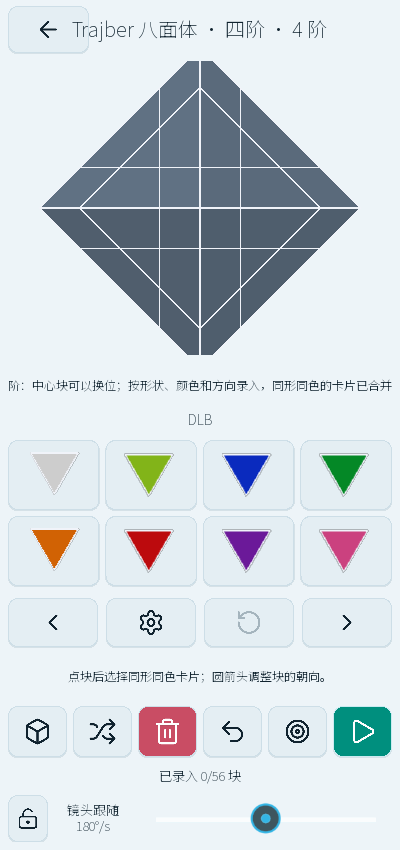 Trajber 八面体 · 四阶 · 4 阶
阶：中心块可以换位；按形状、颜色和方向录入，同形同色的卡片已合并
DLB
点块后选择同形同色卡片；圆箭头调整块的朝向。
已录入 0/56 块
镜头跟随
180°/s